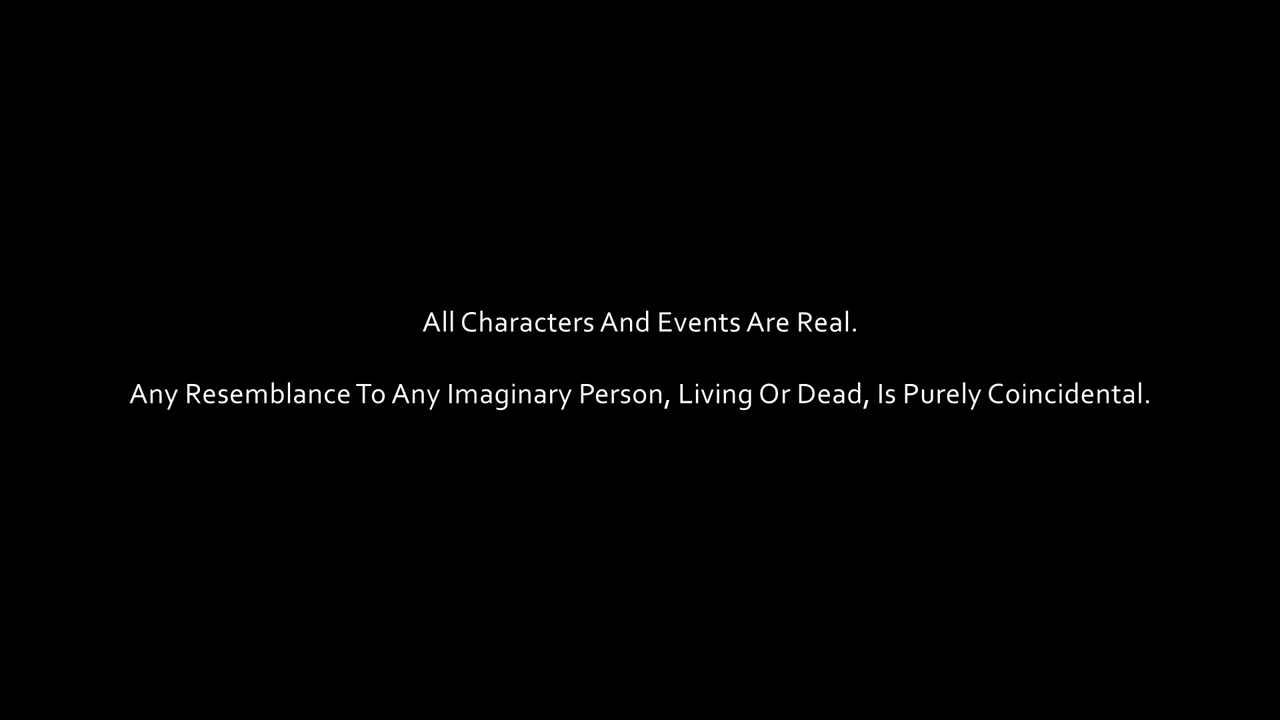 All Characters And Events Are Real.
Any Resemblance To Any Imaginary Person, Living Or Dead, Is Purely Coincidental.